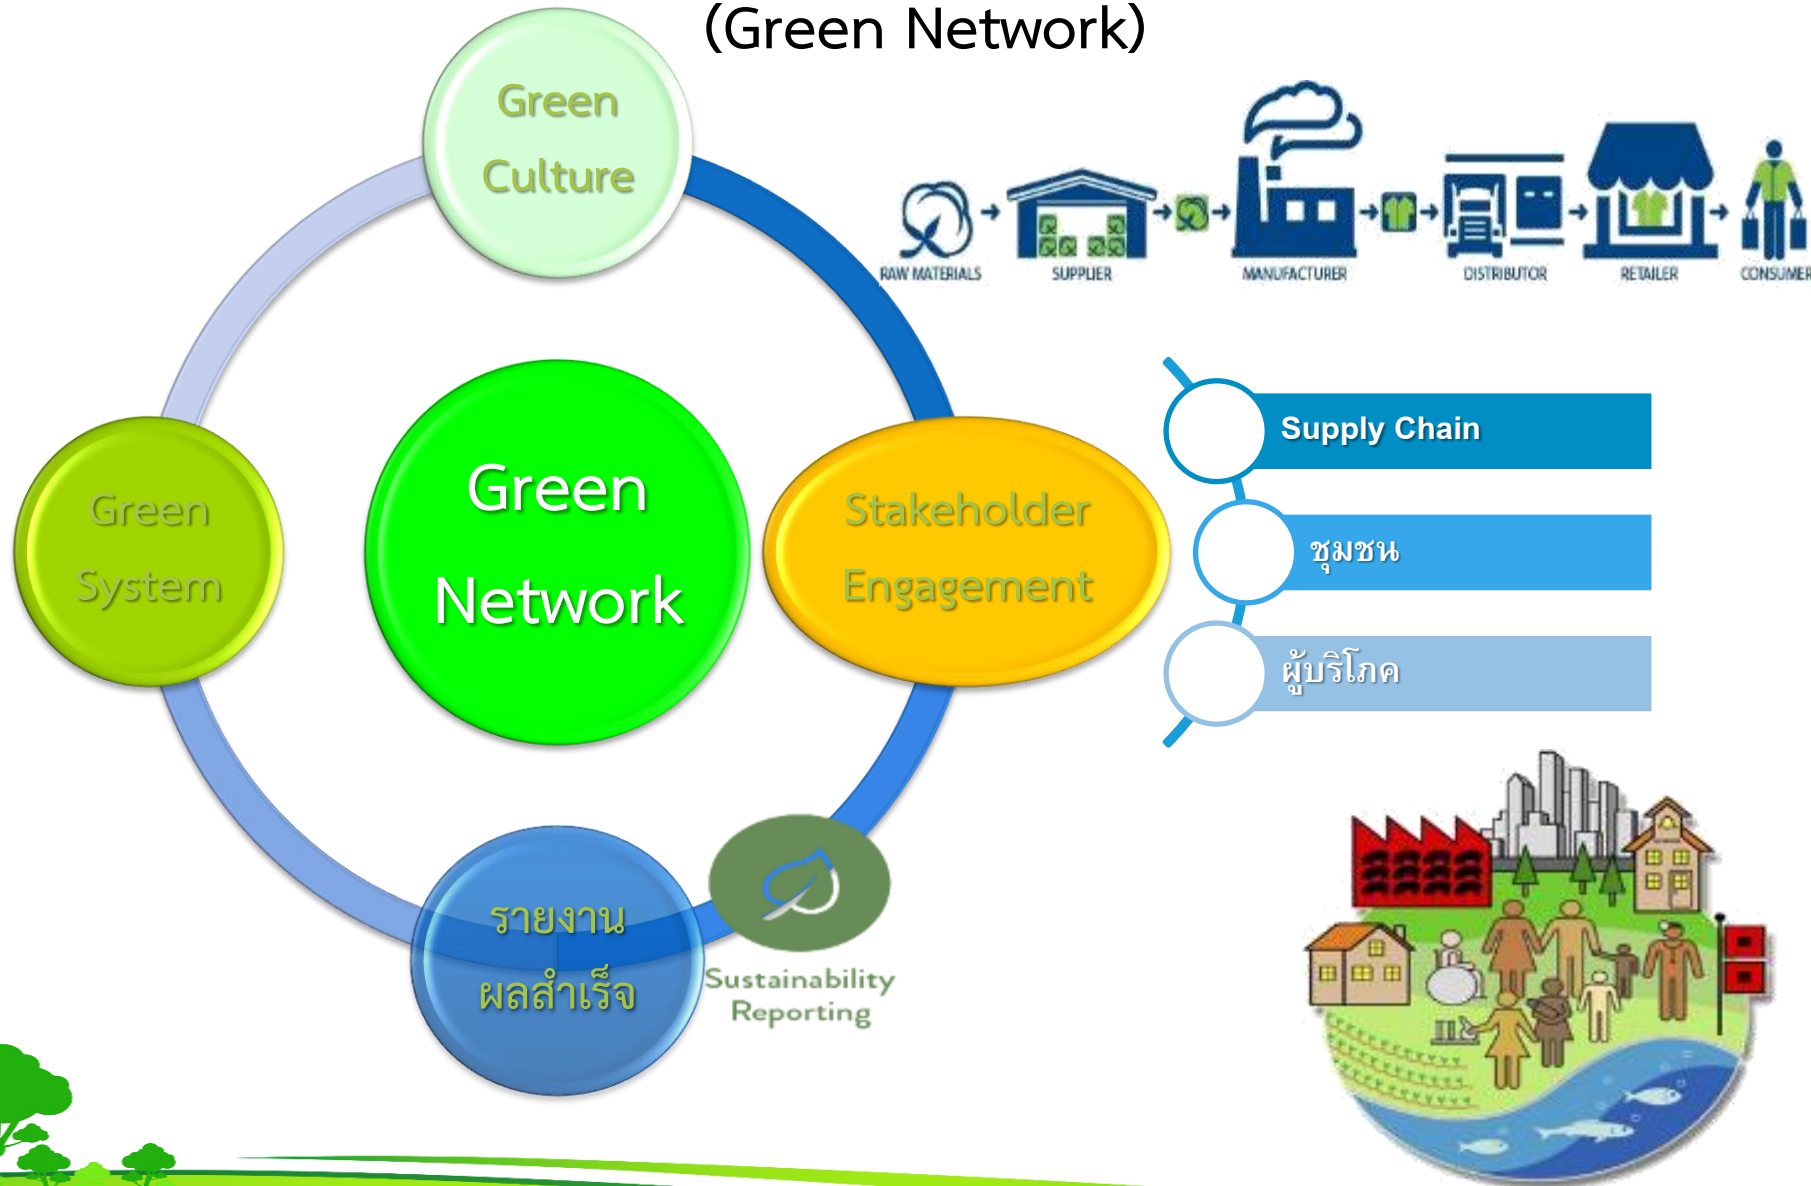 (Green Network)
Green
Culture
RAW MATERIALS
SUPPLIER
MANUFACTURER
DISTRIBUTOR
RETAILER
CONSUMER
Green
System
Green
Network
Stakeholder
Engagement
Supply Chain
ชุมชน
ผู้บริโภค
รายงาน
ผลสำเร็จ
Sustainability
Reporting